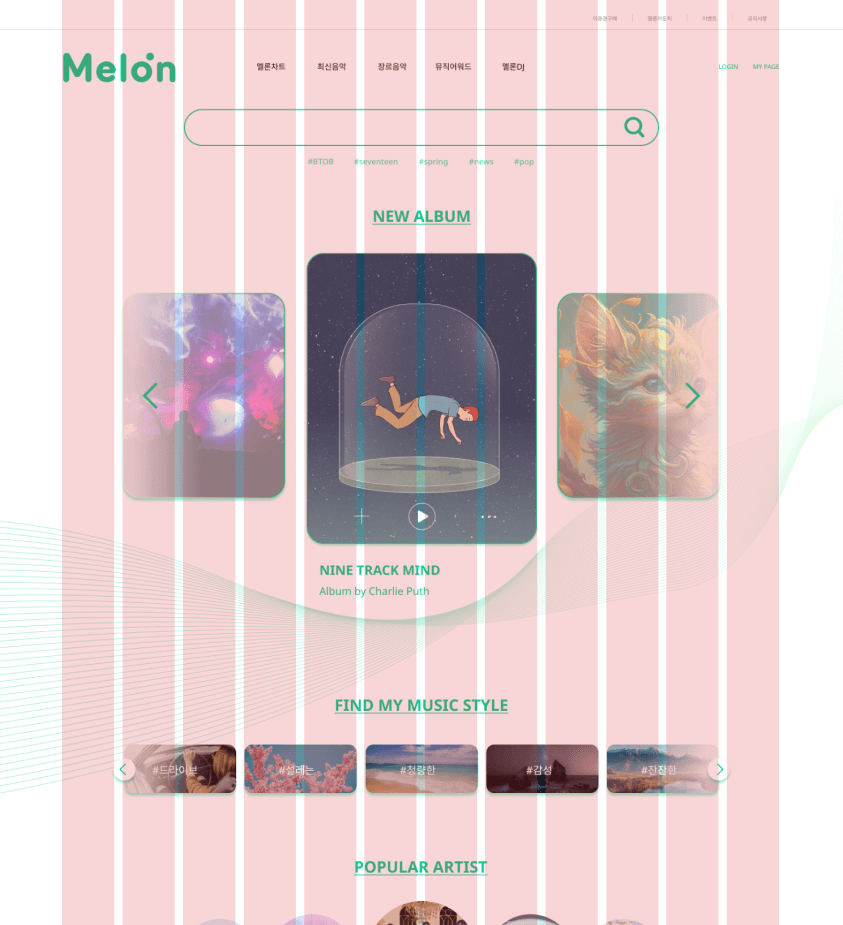 이용권구매 멜론아티팩 이벤트 공지사항
Melon
멜론차트 최신음악 장르음악 뮤직어워드 멜론DJ
LOGIN MY PAGE
#BTOB #seventeen #spring #news #pop
NEW ALBUM
NINE TRACK MIND
Album by Charlie Puth
FIND MY MUSIC STYLE
#드라이브 #설레는 #청량한 #감성 #잔잔한
POPULAR ARTIST